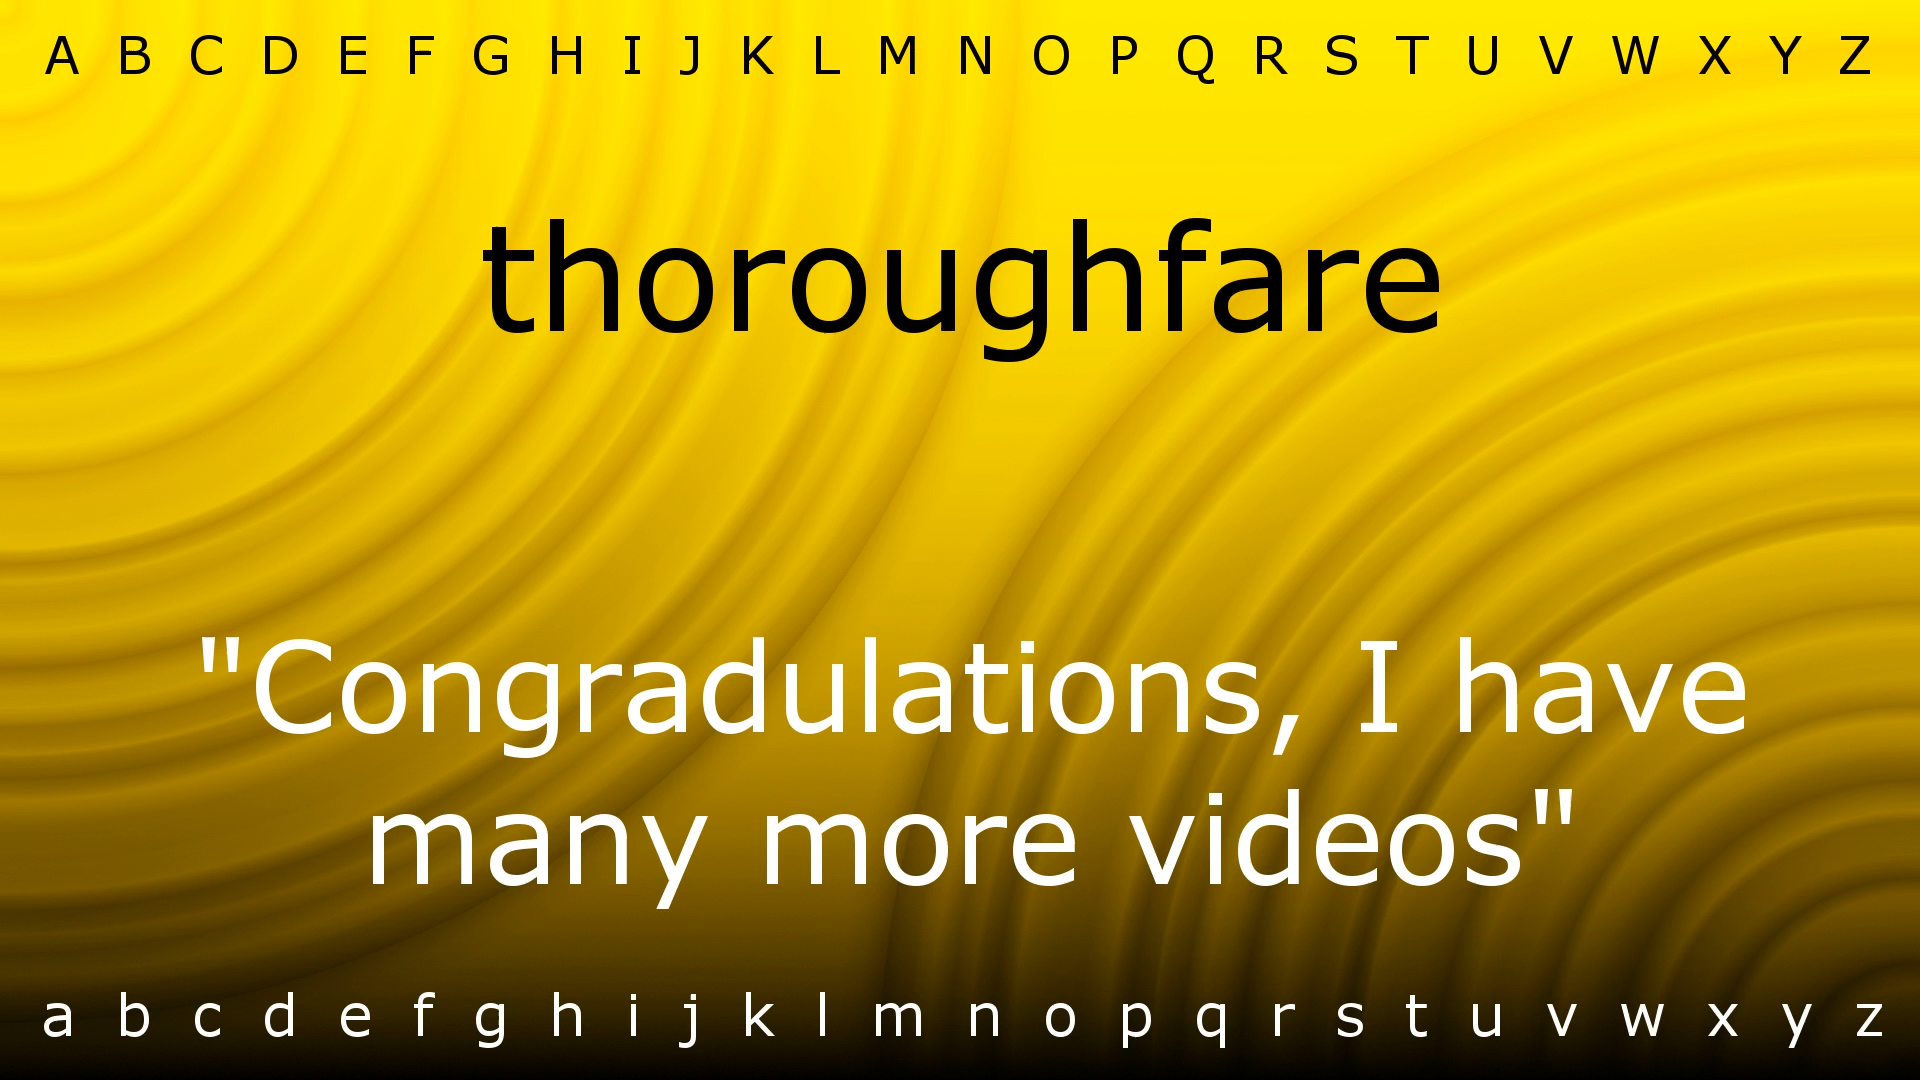 A B C D E F G H I J K L M N O P Q R S T U V W X Y Z
thoroughfare
"Congradulations, I have
many more videos"
a b c d e f g h i j k l m n o p q r s t u v w x y z